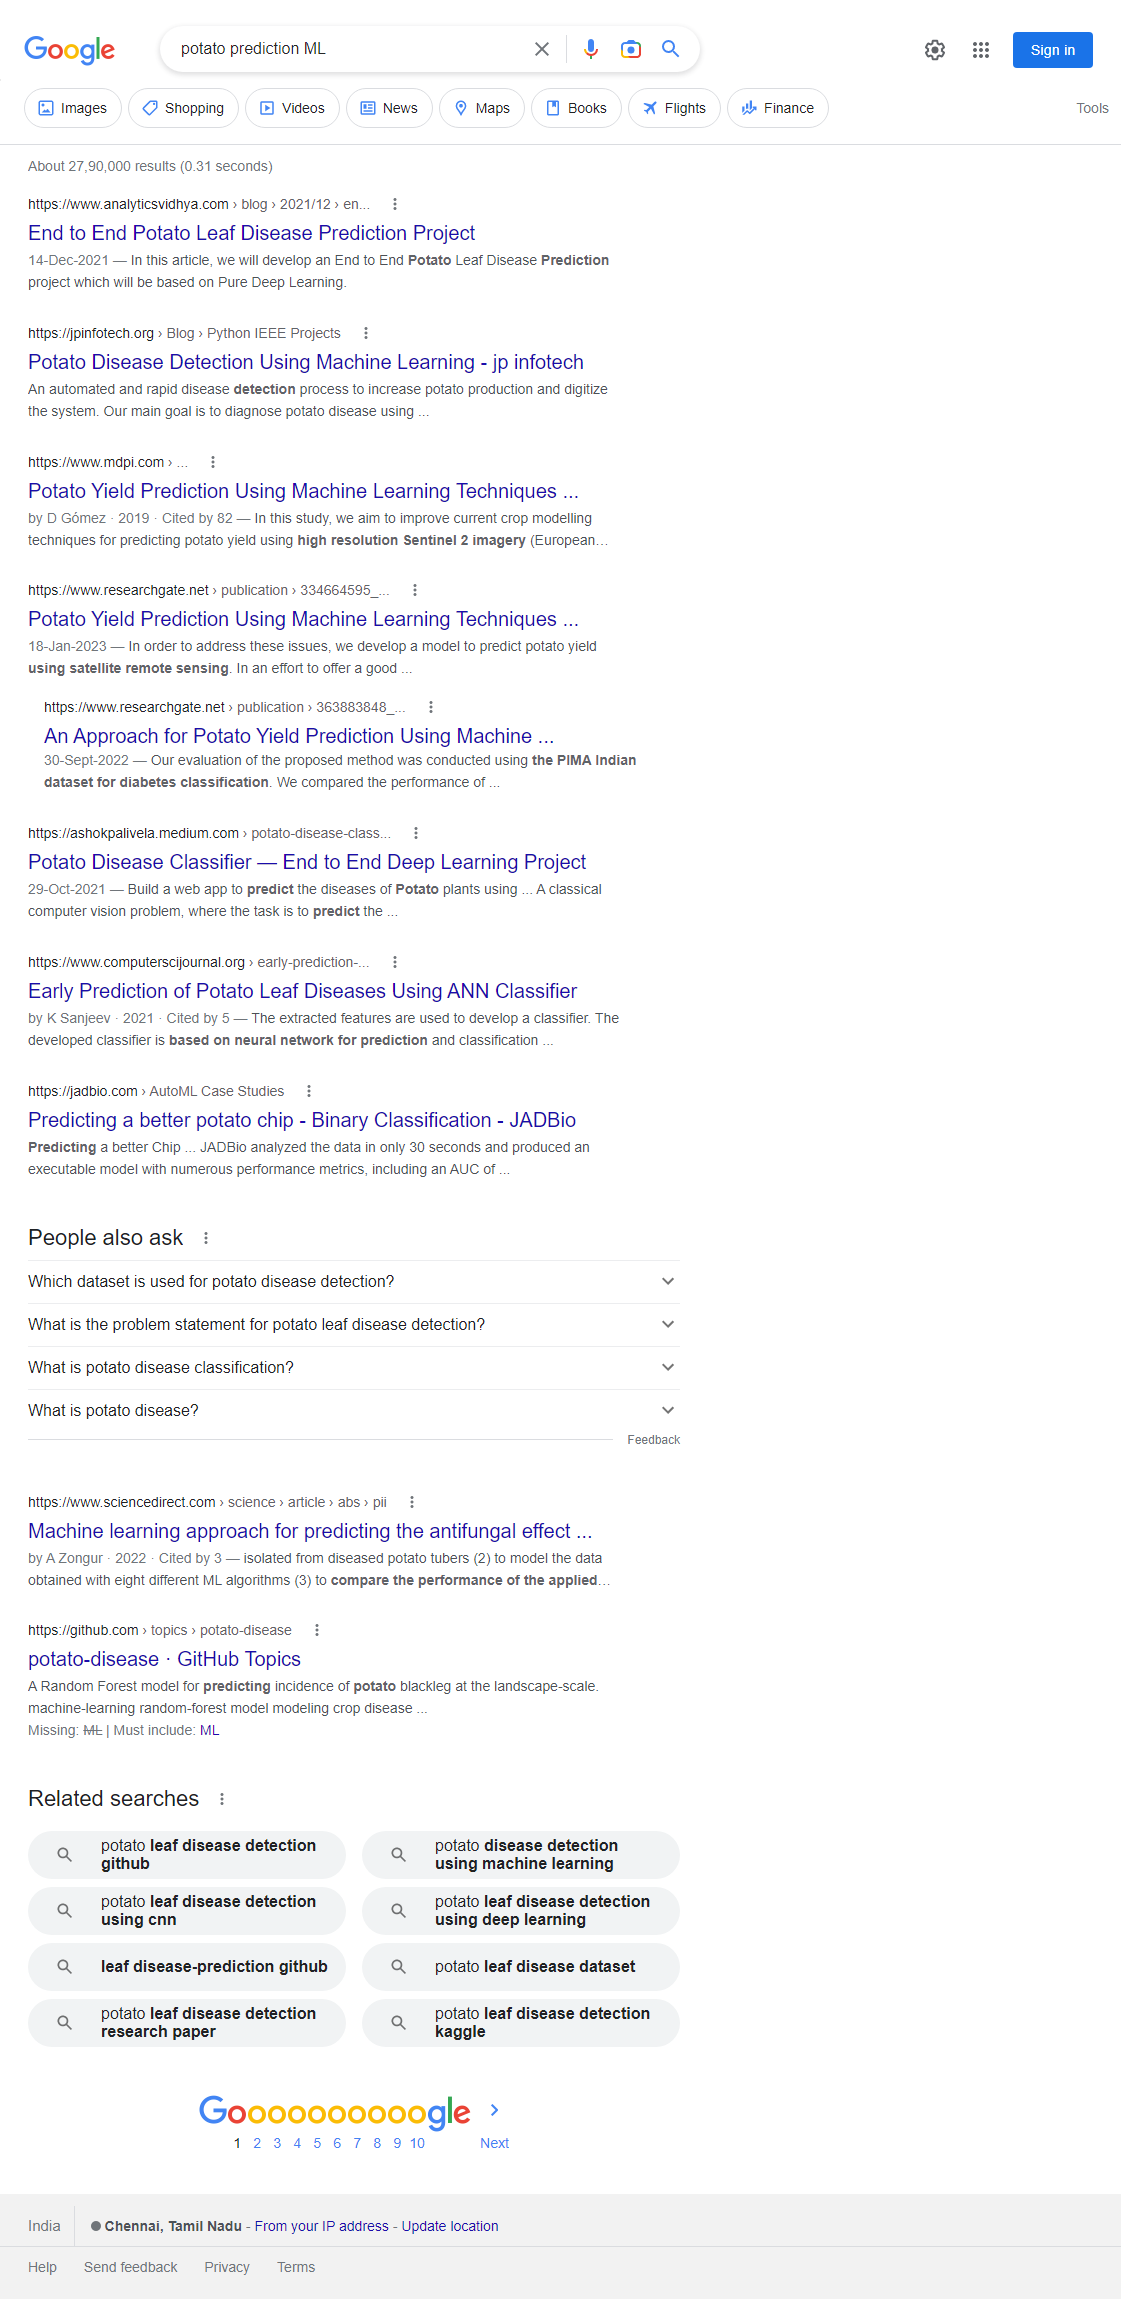 Google
potato prediction ML
Sign in
Images
Shopping
Videos
News
Maps
Books
Flights
Finance
Tools
About 27,90,000 results (0.31 seconds)
https://www.analyticsvidhya.com › blog › 2021/12 › en...
End to End Potato Leaf Disease Prediction Project
14-Dec-2021 — In this article, we will develop an End to End Potato Leaf Disease Prediction
project which will be based on Pure Deep Learning.
https://jpinfotech.org › Blog › Python IEEE Projects
Potato Disease Detection Using Machine Learning - jp infotech
An automated and rapid disease detection process to increase potato production and digitize
the system. Our main goal is to diagnose potato disease using ...
https://www.mdpi.com › ...
Potato Yield Prediction Using Machine Learning Techniques ...
by D Gómez · 2019 · Cited by 82 — In this study, we aim to improve current crop modelling
techniques for predicting potato yield using high resolution Sentinel 2 imagery (European...
https://www.researchgate.net › publication › 334664595_...
Potato Yield Prediction Using Machine Learning Techniques ...
18-Jan-2023 — In order to address these issues, we develop a model to predict potato yield
using satellite remote sensing. In an effort to offer a good ...
https://www.researchgate.net › publication › 363883848_...
An Approach for Potato Yield Prediction Using Machine ...
30-Sept-2022 — Our evaluation of the proposed method was conducted using the PIMA Indian
dataset for diabetes classification. We compared the performance of ...
https://ashokpalivela.medium.com › potato-disease-class...
Potato Disease Classifier — End to End Deep Learning Project
29-Oct-2021 — Build a web app to predict the diseases of Potato plants using ... A classical
computer vision problem, where the task is to predict the ...
https://www.computerscijournal.org › early-prediction-...
Early Prediction of Potato Leaf Diseases Using ANN Classifier
by K Sanjeev · 2021 · Cited by 5 — The extracted features are used to develop a classifier. The
developed classifier is based on neural network for prediction and classification ...
https://jadbio.com › AutoML Case Studies
Predicting a better potato chip - Binary Classification - JADBio
Predicting a better Chip ... JADBio analyzed the data in only 30 seconds and produced an
executable model with numerous performance metrics, including an AUC of ...
People also ask
Which dataset is used for potato disease detection?
What is the problem statement for potato leaf disease detection?
What is potato disease classification?
What is potato disease?
Feedback
https://www.sciencedirect.com › science › article › abs › pii
Machine learning approach for predicting the antifungal effect ...
by A Zongur · 2022 · Cited by 3 — isolated from diseased potato tubers (2) to model the data
obtained with eight different ML algorithms (3) to compare the performance of the applied...
https://github.com › topics › potato-disease
potato-disease · GitHub Topics
A Random Forest model for predicting incidence of potato blackleg at the landscape-scale.
machine-learning random-forest model modeling crop disease ...
Missing: ML | Must include: ML
Related searches
potato leaf disease detection
github
potato disease detection
using machine learning
potato leaf disease detection
using cnn
potato leaf disease detection
using deep learning
leaf disease-prediction github
potato leaf disease dataset
potato leaf disease detection
research paper
potato leaf disease detection
kaggle
Goooooooooogle
1 2 3 4 5 6 7 8 9 10 Next
India
Chennai, Tamil Nadu - From your IP address - Update location
Help Send feedback Privacy Terms